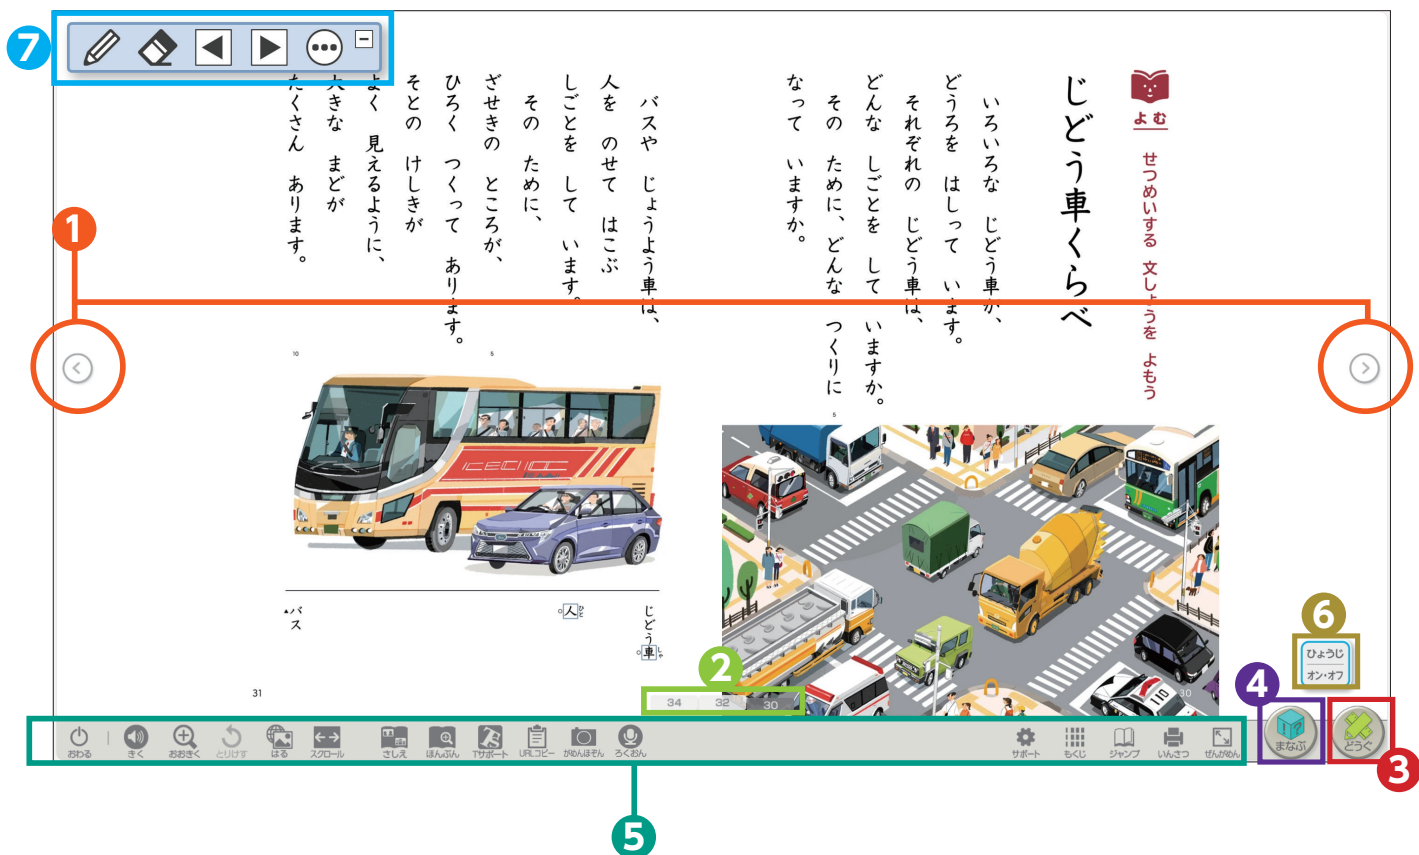 7
よむ
せつめいする 文しょうを よもう
じどう車くらべ
いろいろな じどう車が、
どうろを はしって います。
それぞれの じどう車は、
どんな しごとを して いますか。
その ために、どんな つくりに
なって いますか。
5
30
バスや じょうよう車は、
人を のせて はこぶ
しごとを して います。
その ために、
ざせきの ところが、
ひろく つくって あります。
そとの けしきが
よく 見えるように、
大きな まどが
たくさん あります。
5
10
じどう車
しゃ
人
ひと
▲バス
31
110
1
2
34 32 30
6
ひょうじ
オン・オフ
4
まなぶ
どうぐ
3
おわる
きく
おおきく
とりけす
はる
スクロール
さしえ
ほんぶん
Tサポート
URLコピー
がめんほぞん
ろくおん
サポート
もくじ
ジャンプ
いんさつ
ぜんがめん
5